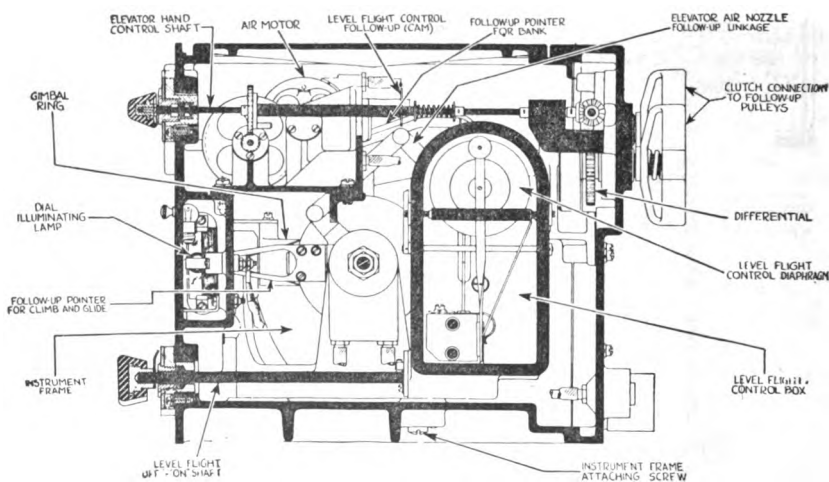 ELEVATOR HAND
CONTROL SHAFT
AIR MOTOR
LEVEL FLIGHT CONTROL
FOLLOW-UP (CAM)
FOLLOW-UP POINTER
FOR BANK
ELEVATOR AIR NOZZLE
FOLLOW-UP LINKAGE
GIMBAL
RING
CLUTCH CONNECTION
TO FOLLOW-UP
PULLEYS
DIAL
ILLUMINATING
LAMP
DIFFERENTIAL
LEVEL FLIGHT
CONTROL DIAPHRAGM
FOLLOW-UP POINTER
FOR CLIMB AND GLIDE
INSTRUMENT
FRAME
LEVEL FLIGHT
CONTROL BOX
LEVEL FLIGHT
OFF-"ON" SHAFT
INSTRUMENT FRAME
ATTACHING SCREW